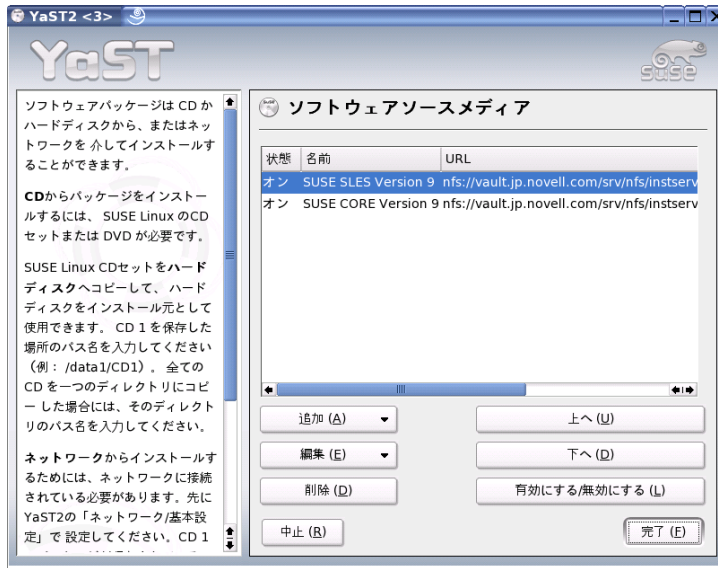 YaST2 <3>
YaST
SUSE
ソフトウェアパッケージは CD か
ハードディスクから、またはネッ
トワークを 介してインストールす
ることができます。
CDからパッケージをインストー
ルするには、 SUSE Linux のCD
セットまたは DVD が必要です。
SUSE Linux CDセットをハード
ディスクへコピーして、 ハード
ディスクをインストール元として
使用できます。 CD 1 を保存した
場所のパス名を入力してください
（例： /data1/CD1）。 全ての
CD を一つのディレクトリにコピ
ー した場合には、そのディレクト
リのパス名を入力してください。
ネットワークからインストールす
るためには、ネットワークに接続
されている必要があります。先に
YaST2の「ネットワーク/基本設
定」で 設定してください。CD 1
ソフトウェアソースメディア
状態 名前 URL
オン SUSE SLES Version 9 nfs://vault.jp.novell.com/srv/nfs/instserv
オン SUSE CORE Version 9 nfs://vault.jp.novell.com/srv/nfs/instserv
追加 (A) 上へ (U)
編集 (E) 下へ (D)
削除 (D) 有効にする/無効にする (L)
中止 (R) 完了 (F)